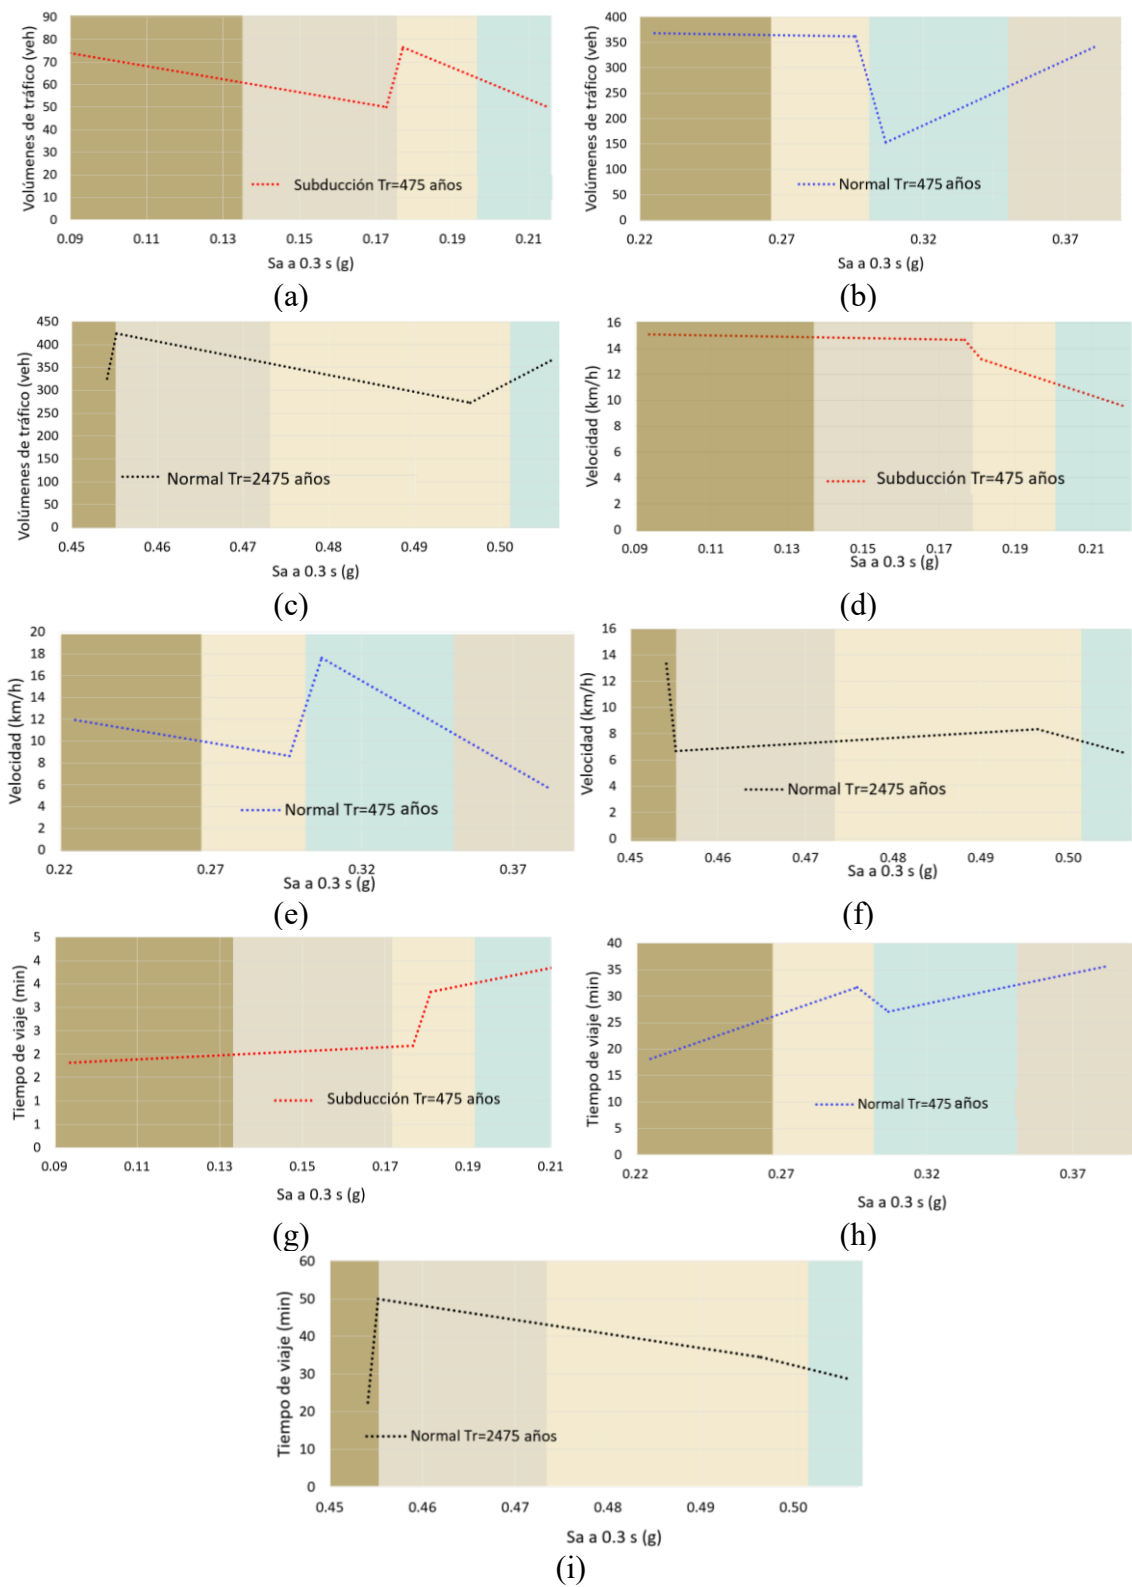 Volúmenes de tráfico (veh)
90
80
70
60
50
40
30
20
10
0
Subducción Tr=475 años
0.09 0.11 0.13 0.15 0.17 0.19 0.21
Sa a 0.3 s (g)
(a)
Volúmenes de tráfico (veh)
400
350
300
250
200
150
100
50
0
Normal Tr=475 años
0.22 0.27 0.32 0.37
Sa a 0.3 s (g)
(b)
Volúmenes de tráfico (veh)
450
400
350
300
250
200
150
100
50
0
Normal Tr=2475 años
0.45 0.46 0.47 0.48 0.49 0.50
Sa a 0.3 s (g)
(c)
Velocidad (km/h)
16
14
12
10
8
6
4
2
0
Subducción Tr=475 años
0.09 0.11 0.13 0.15 0.17 0.19 0.21
Sa a 0.3 s (g)
(d)
Velocidad (km/h)
20
18
16
14
12
10
8
6
4
2
0
Normal Tr=475 años
0.22 0.27 0.32 0.37
Sa a 0.3 s (g)
(e)
Velocidad (km/h)
16
14
12
10
8
6
4
2
0
Normal Tr=2475 años
0.45 0.46 0.47 0.48 0.49 0.50
Sa a 0.3 s (g)
(f)
Tiempo de viaje (min)
5
4
4
3
3
2
2
1
1
0
Subducción Tr=475 años
0.09 0.11 0.13 0.15 0.17 0.19 0.21
Sa a 0.3 s (g)
(g)
Tiempo de viaje (min)
40
35
30
25
20
15
10
5
0
Normal Tr=475 años
0.22 0.27 0.32 0.37
Sa a 0.3 s (g)
(h)
Tiempo de viaje (min)
60
50
40
30
20
10
0
Normal Tr=2475 años
0.45 0.46 0.47 0.48 0.49 0.50
Sa a 0.3 s (g)
(i)